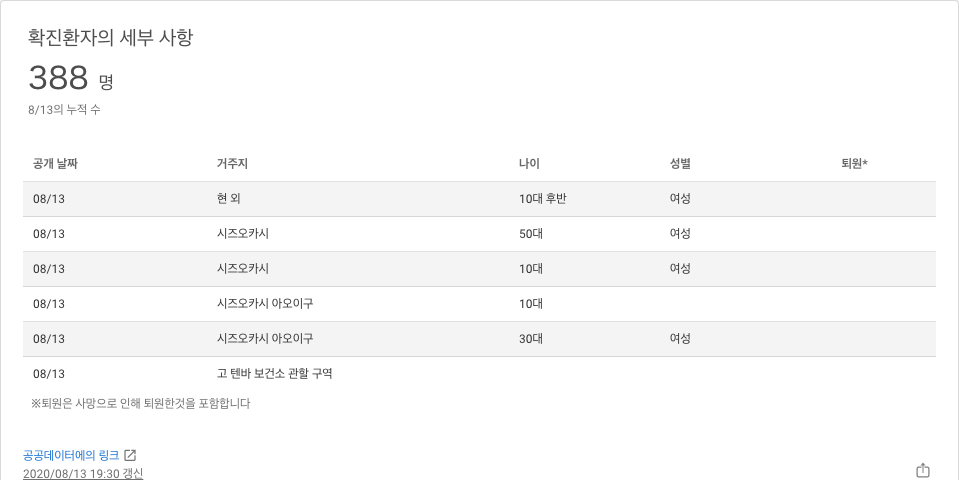 확진환자의 세부 사항
388 명
8/13의 누적 수
공개 날짜 거주지 나이 성별 퇴원*
08/13 현 외 10대 후반 여성
08/13 시즈오카시 50대 여성
08/13 시즈오카시 10대 여성
08/13 시즈오카시 아오이구 10대
08/13 시즈오카시 아오이구 30대 여성
08/13 고 텐바 보건소 관할 구역
※퇴원은 사망으로 인해 퇴원한것을 포함합니다
공공데이터에의 링크
2020/08/13 19:30 갱신